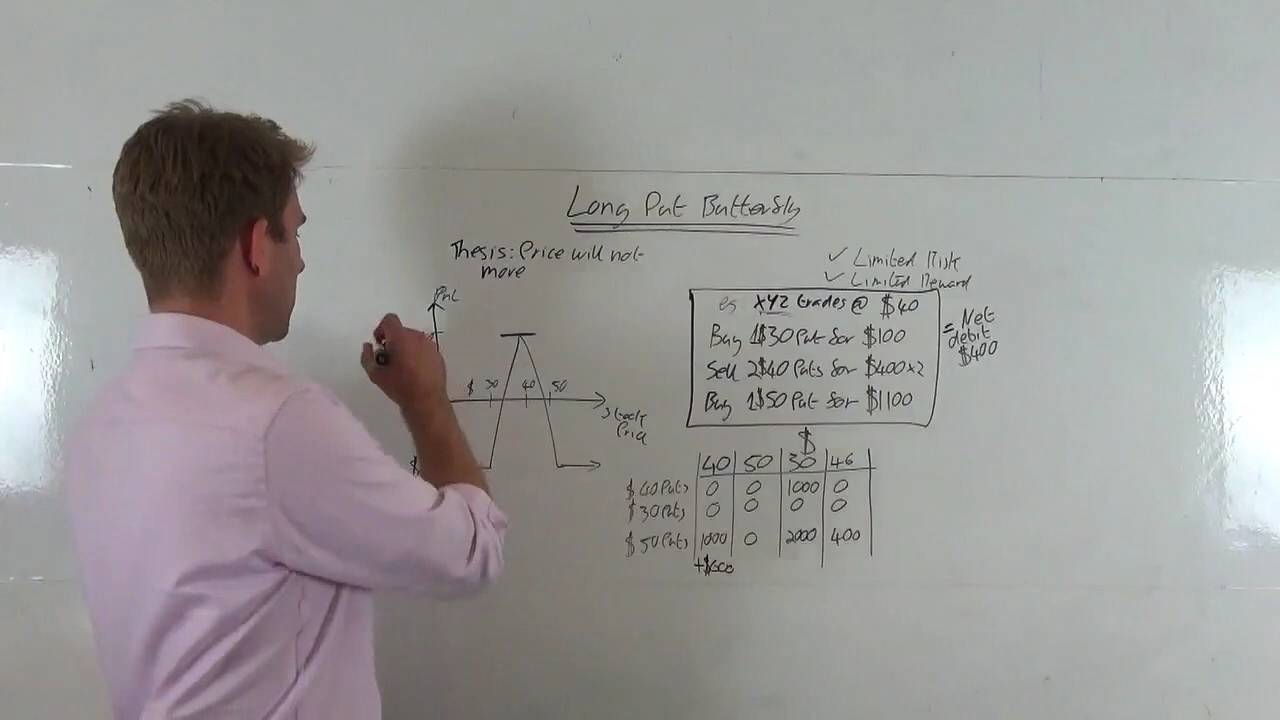 Long Put Butterfly
Thesis: Price will not
move
✓ Limited Risk
✓ Limited Reward
PnL
$ 30 40 50
Stock
Price
eg XYZ trades @ $40
Buy 1 $30 Put for $100
Sell 2 $40 Puts for $400 x 2
Buy 1 $50 Put for $1100
= Net
debit
$400
$
40 50 30 46
$40 Puts 0 0 1000 0
$30 Puts 0 0 0 0
$50 Puts 1000 0 2000 400
+$600